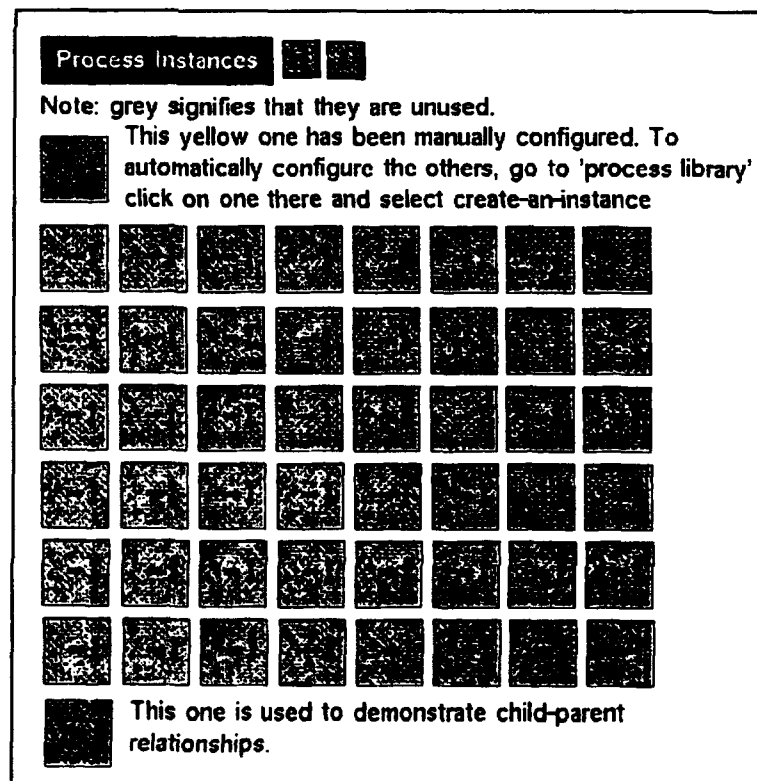 Process Instances
Note: grey signifies that they are unused.
This yellow one has been manually configured. To
automatically configure the others, go to 'process library'
click on one there and select create-an-instance
This one is used to demonstrate child-parent
relationships.